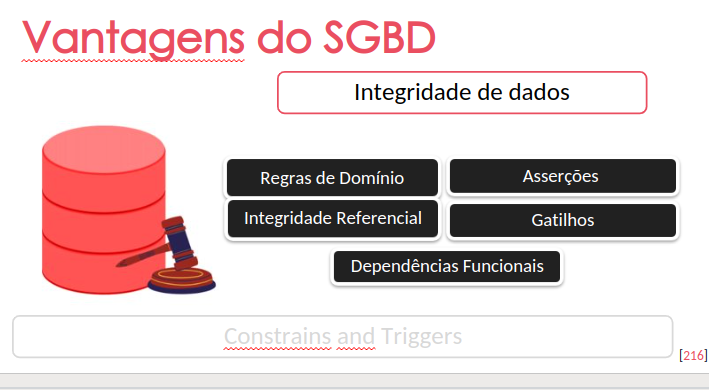 Vantagens do SGBD
Integridade de dados
Regras de Domínio
Asserções
Integridade Referencial
Gatilhos
Dependências Funcionais
Constrains and Triggers
[216]